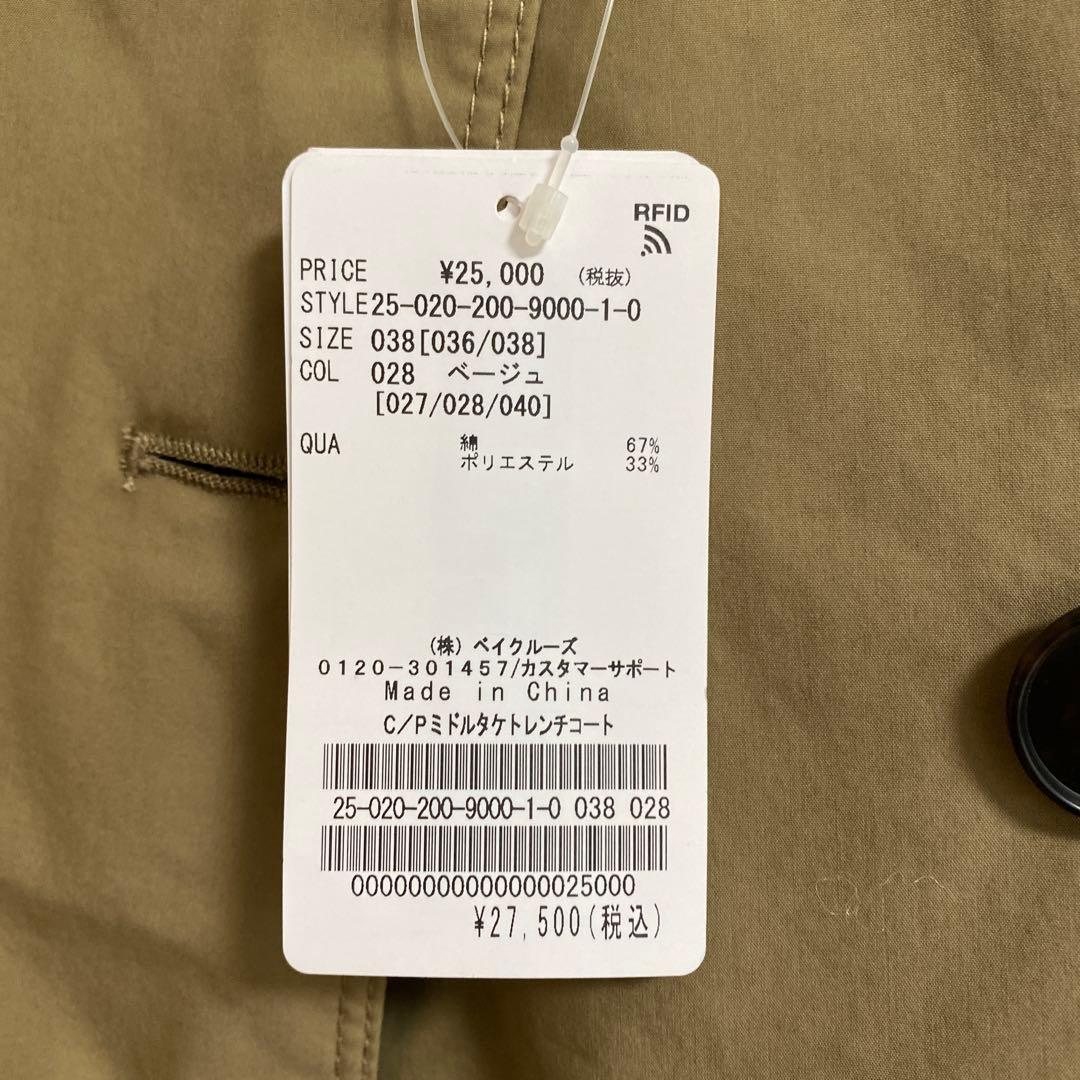 RFID
PRICE ¥25,000 (税抜)
STYLE 25-020-200-9000-1-0
SIZE 038[036/038]
COL 028 ベージュ
[027/028/040]
QUA 綿 67%
ポリエステル 33%
(株) ベイクルーズ
0120-301457/カスタマーサポート
Made in China
C/Pミドルタケトレンチコート
25-020-200-9000-1-0 038 028
00000000000000025000
¥27,500(税込)